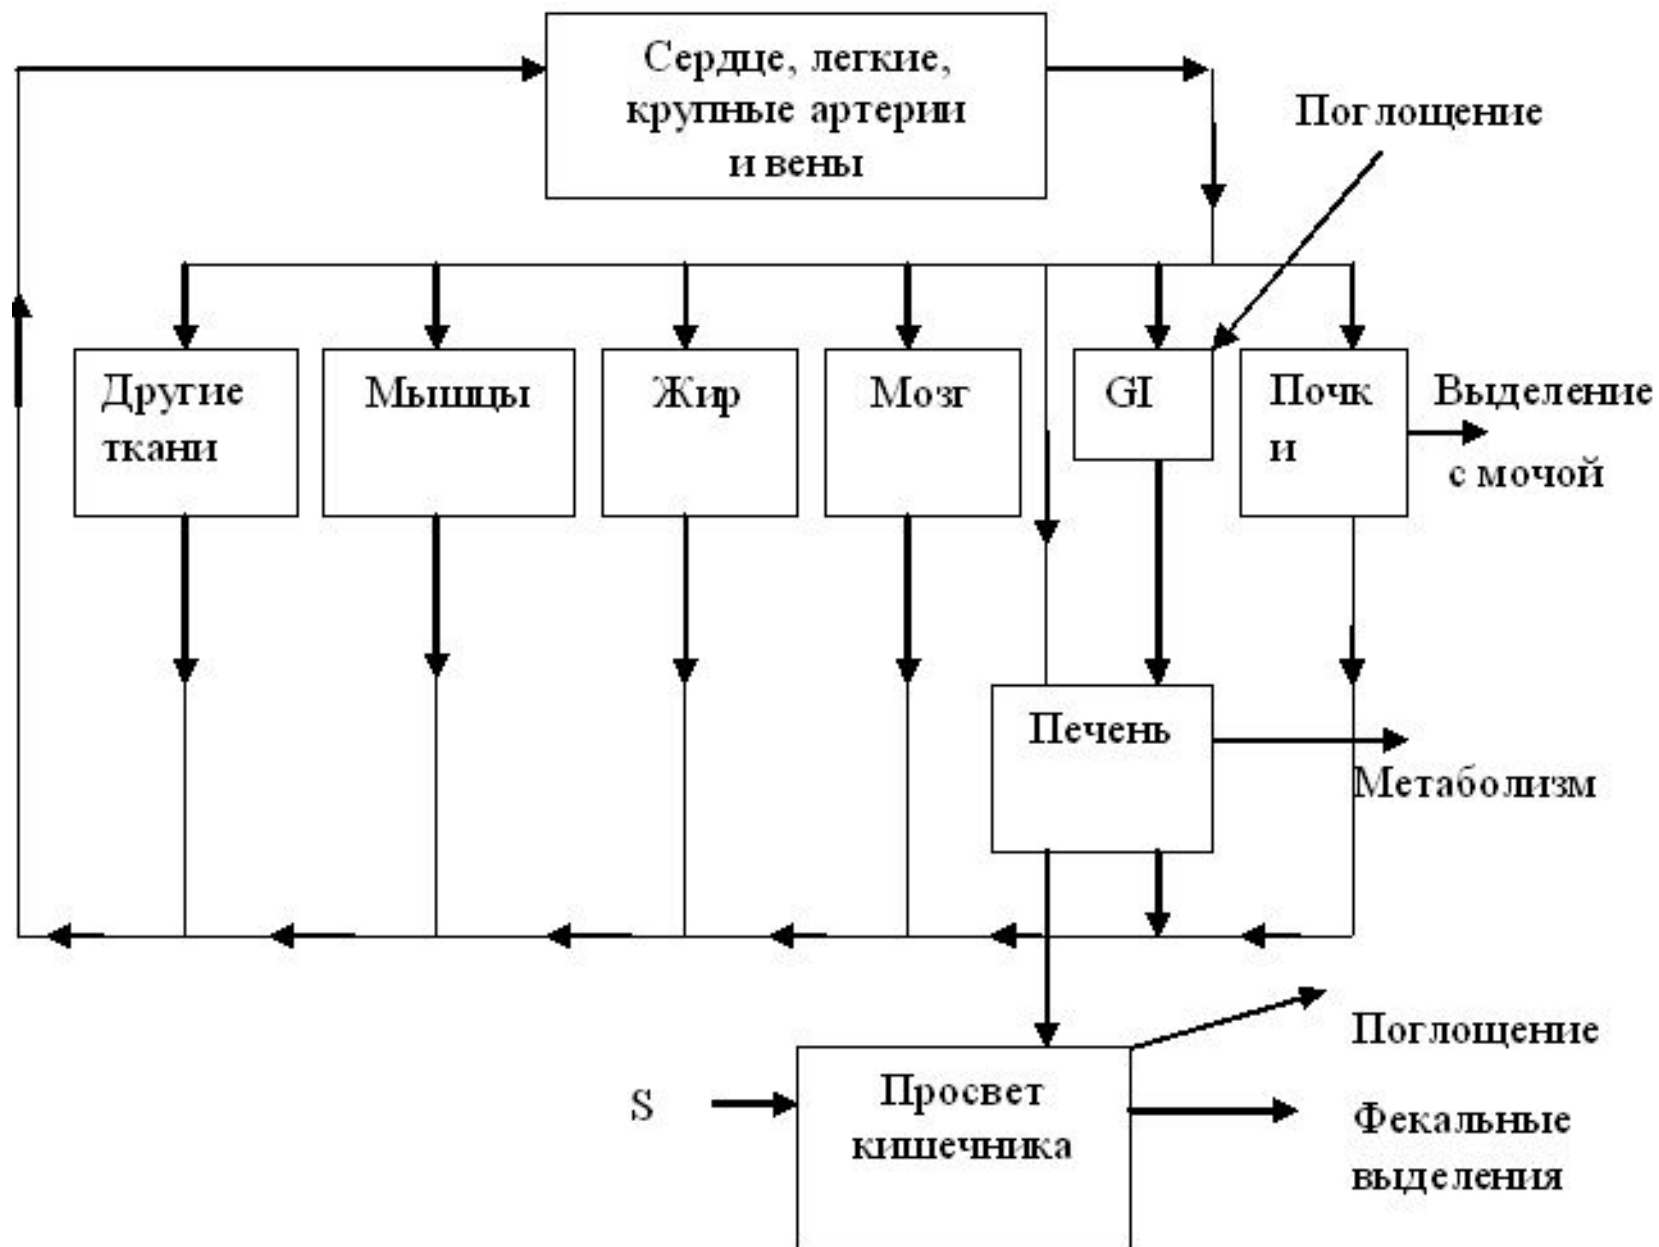 Сердце, легкие,
крупные артерии
и вены
Поглощение
Другие
ткани
Мышцы
Жир
Мозг
GI
Почк
и
Выделение
с мочой
Печень
Метаболизм
Поглощение
S
Просвет
кишечника
Фекальные
выделения